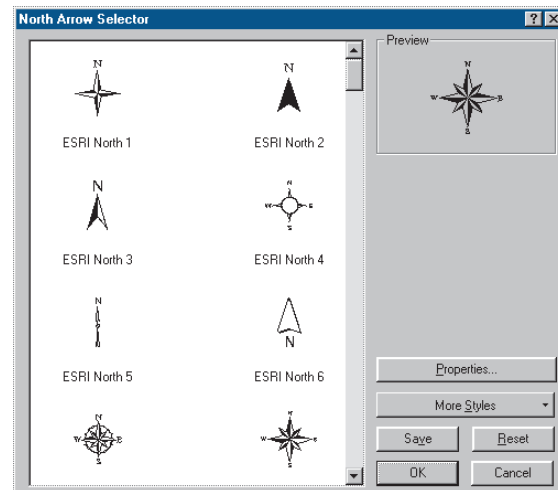 North Arrow Selector
Preview
N
N
W E
S
ESRI North 1
ESRI North 2
N
N
W E
S
ESRI North 3
ESRI North 4
N
N
ESRI North 5
ESRI North 6
Properties...
More Styles
N
W E
S
Save
Reset
OK
Cancel